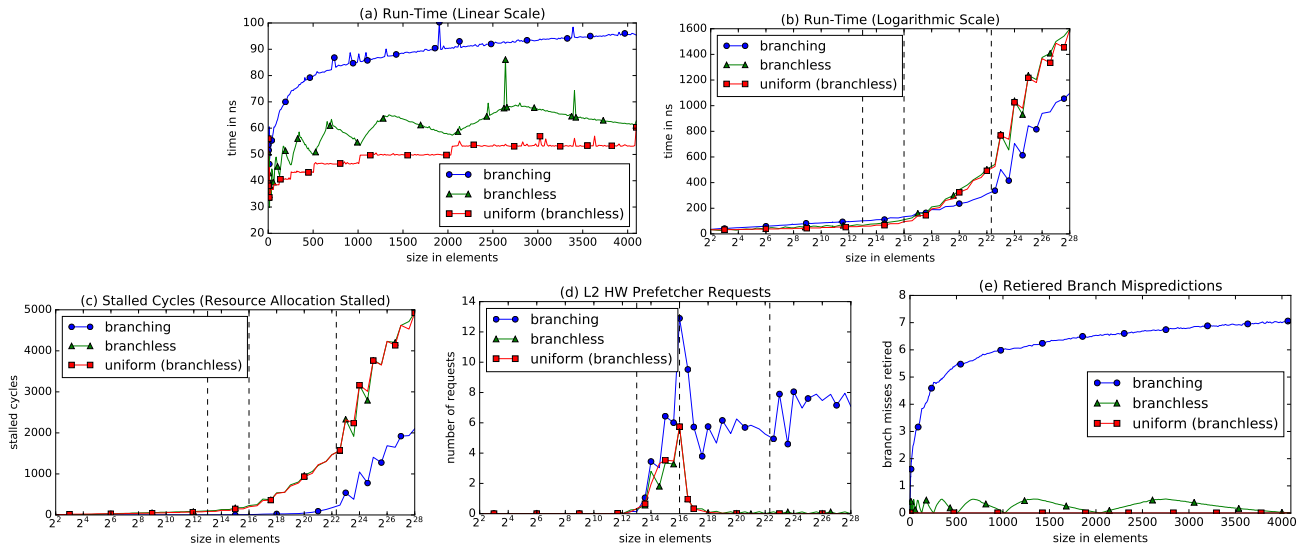 (a) Run-Time (Linear Scale)
100
90
80
70
60
50
40
30
20
time in ns
0 500 1000 1500 2000 2500 3000 3500 4000
size in elements
branching
branchless
uniform (branchless)
(b) Run-Time (Logarithmic Scale)
1600
1400
1200
1000
800
600
400
200
0
time in ns
2^2 2^4 2^6 2^8 2^10 2^12 2^14 2^16 2^18 2^20 2^22 2^24 2^26 2^28
size in elements
branching
branchless
uniform (branchless)
(c) Stalled Cycles (Resource Allocation Stalled)
5000
4000
3000
2000
1000
0
stalled cycles
2^2 2^4 2^6 2^8 2^10 2^12 2^14 2^16 2^18 2^20 2^22 2^24 2^26 2^28
size in elements
branching
branchless
uniform (branchless)
(d) L2 HW Prefetcher Requests
14
12
10
8
6
4
2
0
number of requests
2^2 2^4 2^6 2^8 2^10 2^12 2^14 2^16 2^18 2^20 2^22 2^24 2^26 2^28
size in elements
branching
branchless
uniform (branchless)
(e) Retiered Branch Mispredictions
8
7
6
5
4
3
2
1
0
branch misses retired
0 500 1000 1500 2000 2500 3000 3500 4000
size in elements
branching
branchless
uniform (branchless)